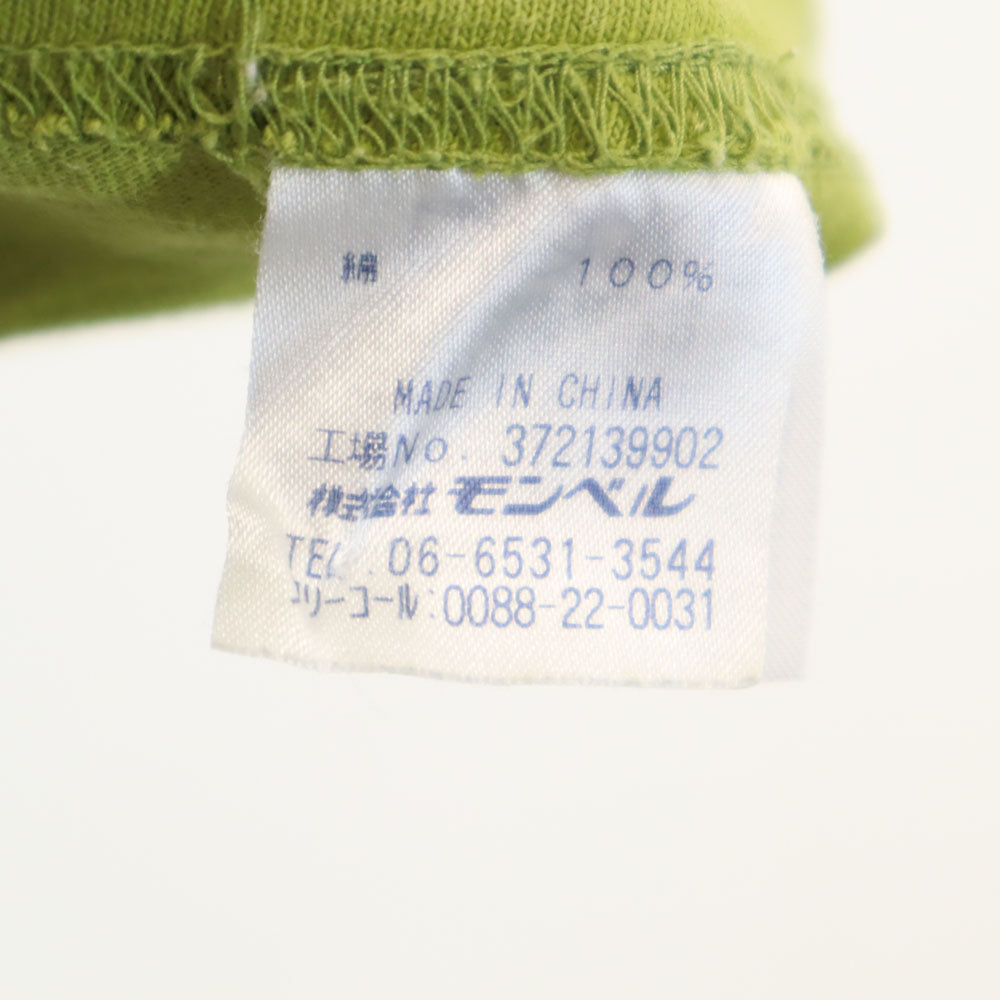 綿 100%
MADE IN CHINA
工場No. 372139902
株式会社モンベル
TEL.06-6531-3544
フリーコール:0088-22-0031